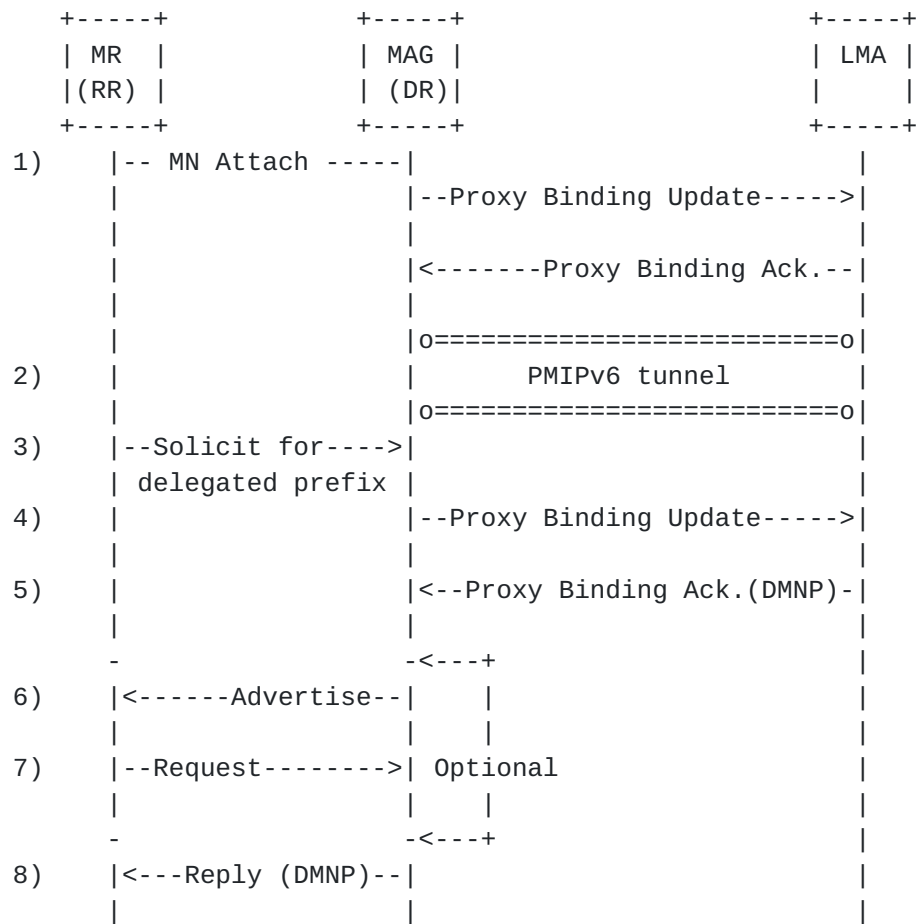 +-----+            +-----+                      +-----+
| MR  |            | MAG |                      | LMA |
|(RR) |            | (DR)|                      |     |
+-----+            +-----+                      +-----+
1)     |-- MN Attach -----|                            |
       |                  |--Proxy Binding Update----->|
       |                  |                            |
       |                  |<-------Proxy Binding Ack.--|
       |                  |                            |
       |                  |o==========================o|
2)     |                  |       PMIPv6 tunnel        |
       |                  |o==========================o|
3)     |--Solicit for---->|                            |
       | delegated prefix |                            |
4)     |                  |--Proxy Binding Update----->|
       |                  |                            |
5)     |                  |<--Proxy Binding Ack.(DMNP)-|
       |                  |                            |
       -                  -<---+                       |
6)     |<------Advertise--|    |                       |
       |                  |    |                       |
7)     |--Request-------->| Optional                   |
       |                  |    |                       |
       -                  -<---+                       |
8)     |<---Reply (DMNP)--|                            |
       |                  |                            |